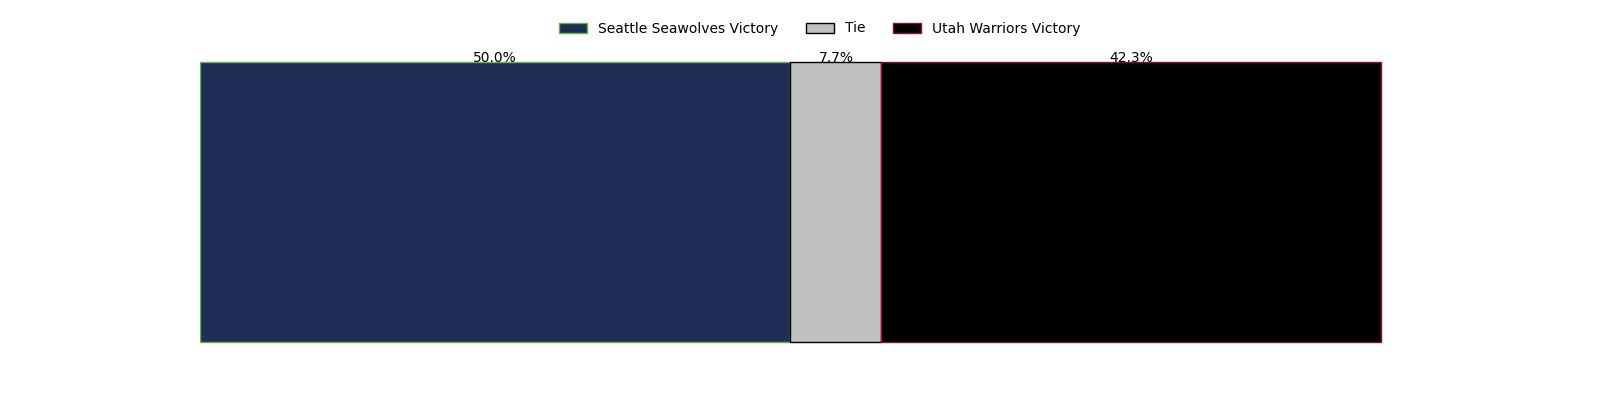 Seattle Seawolves Victory Tie Utah Warriors Victory
50.0% 7.7% 42.3%